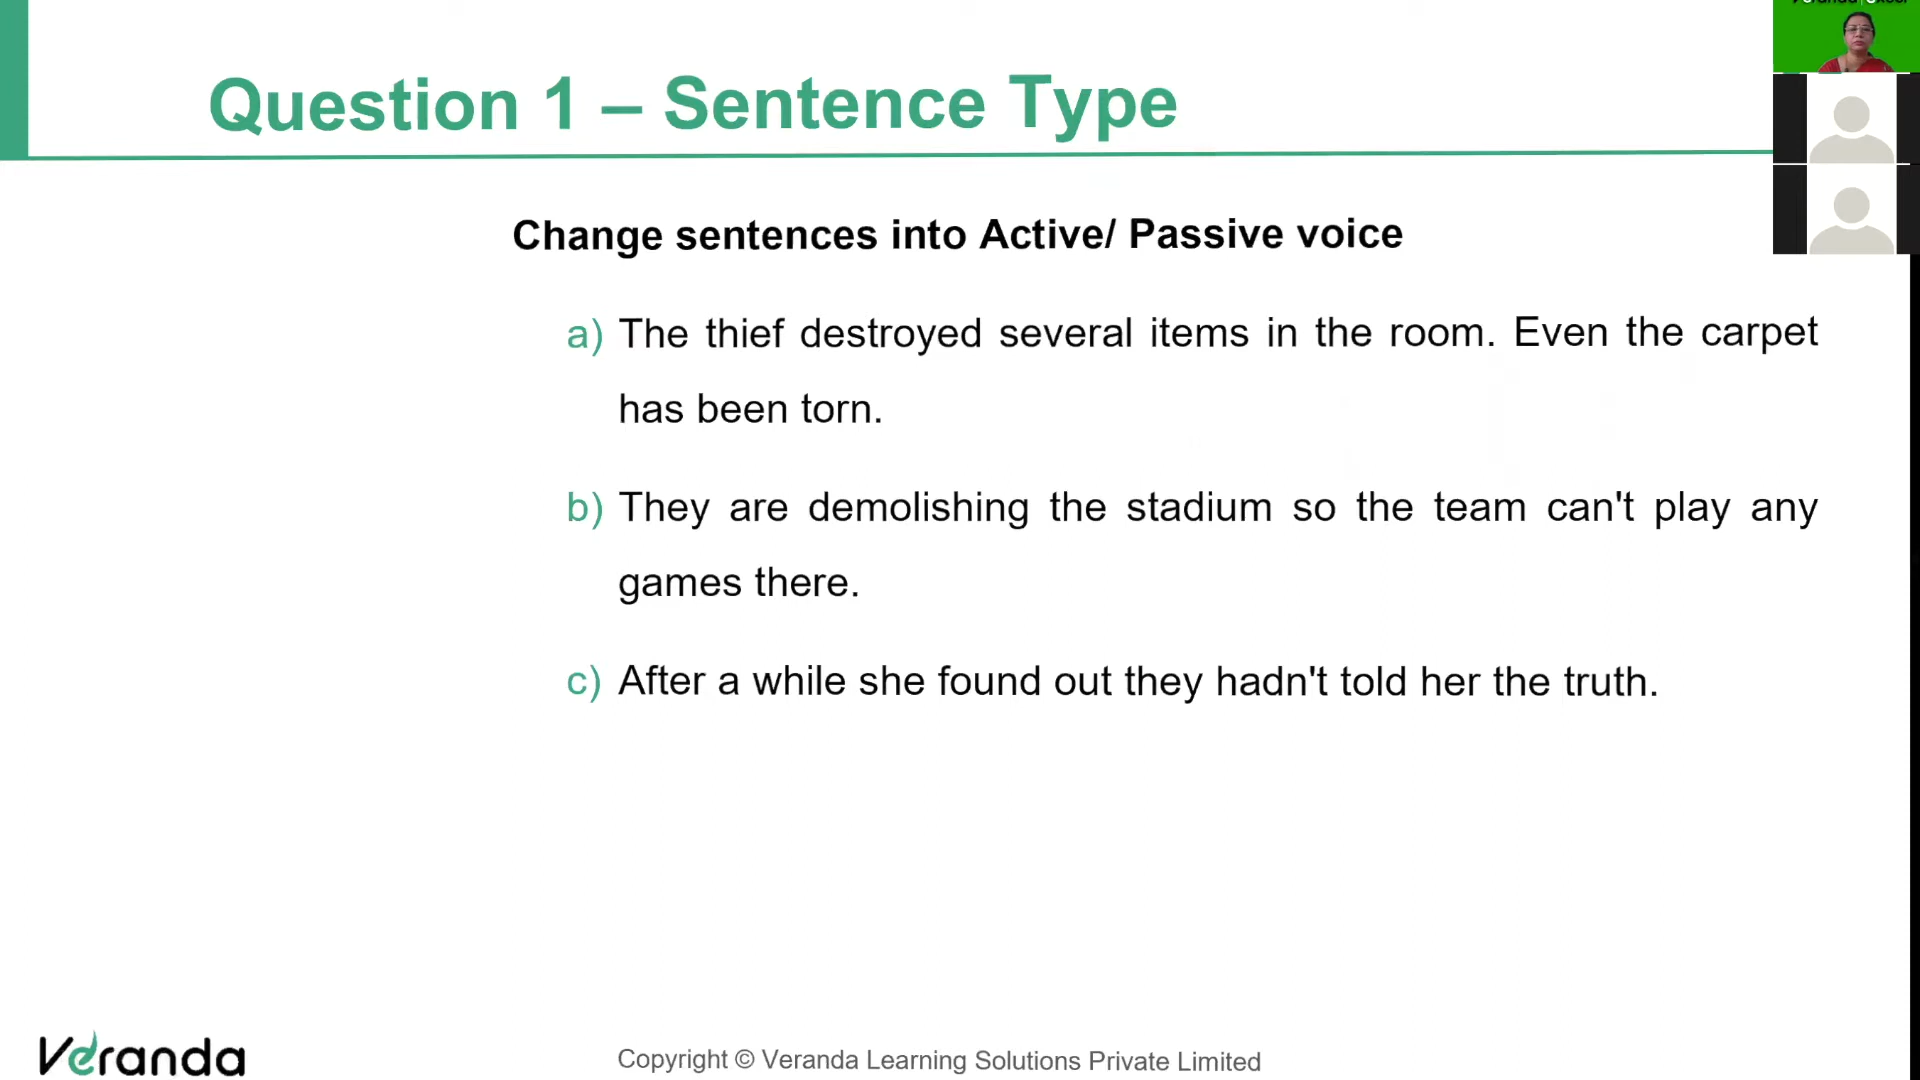 Question 1 – Sentence Type
Change sentences into Active/ Passive voice
a) The thief destroyed several items in the room. Even the carpet
has been torn.
b) They are demolishing the stadium so the team can't play any
games there.
c) After a while she found out they hadn't told her the truth.
Veranda
Copyright © Veranda Learning Solutions Private Limited